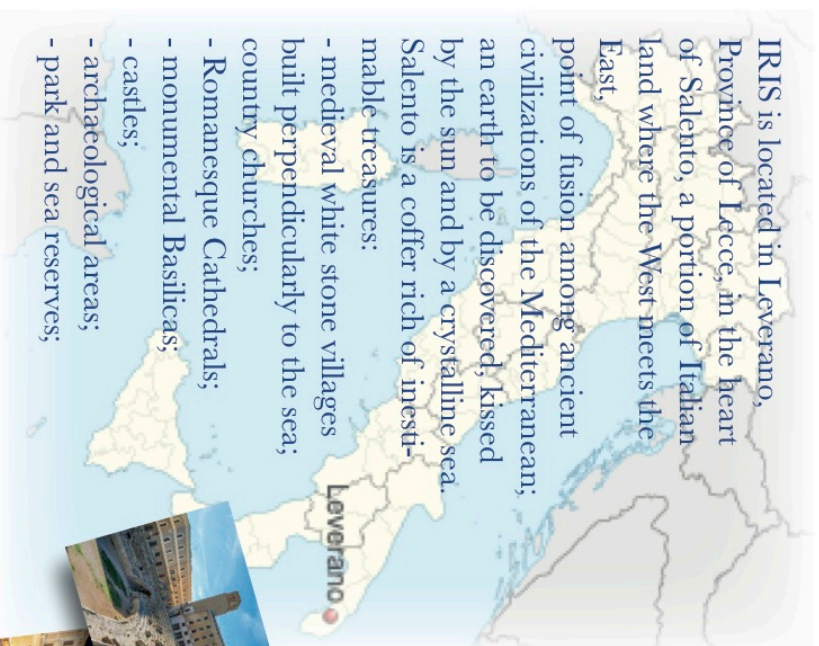 IRIS is located in Leverano,
Province of Lecce, in the heart
of Salento, a portion of Italian
land where the West meets the
East,
point of fusion among ancient
civilizations of the Mediterranean;
an earth to be discovered, kissed
by the sun and by a crystalline sea.
Salento is a coffer rich of inesti-
mable treasures:
- medieval white stone villages
built perpendicularly to the sea;
country churches;
- Romanesque Cathedrals;
- monumental Basilicas;
- castles;
- archaeological areas;
- park and sea reserves;
Leverano